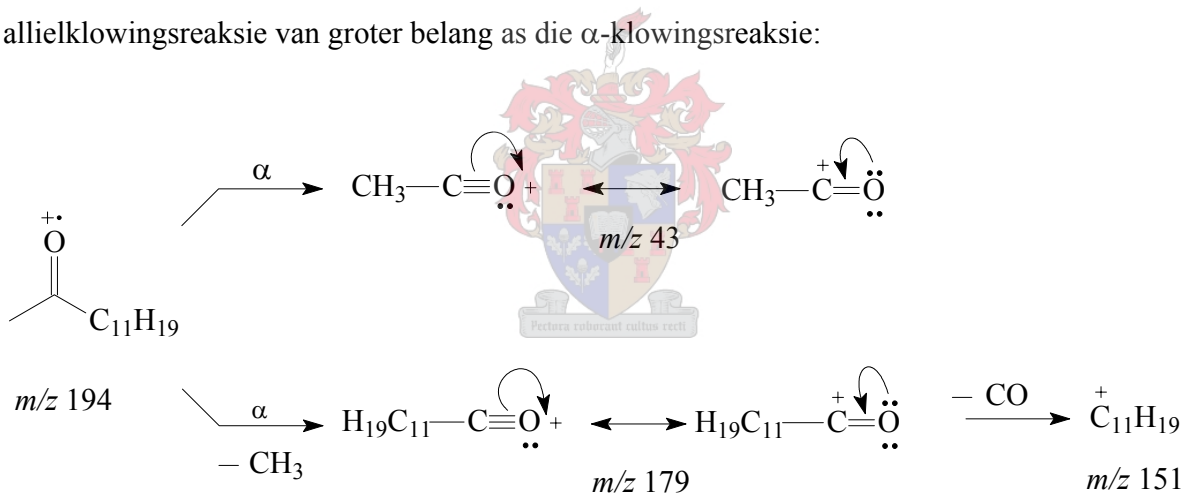 allielklowingsreaksie van groter belang as die α-klowingsreaksie:
α
CH₃—C≡O + ⟷ CH₃—C=O
+
m/z 43
+•
O
C₁₁H₁₉
Pectora roborant cultus recti
m/z 194
α
− CH₃
H₁₉C₁₁—C≡O + ⟷ H₁₉C₁₁—C=O
+
m/z 179
− CO
+
C₁₁H₁₉
m/z 151